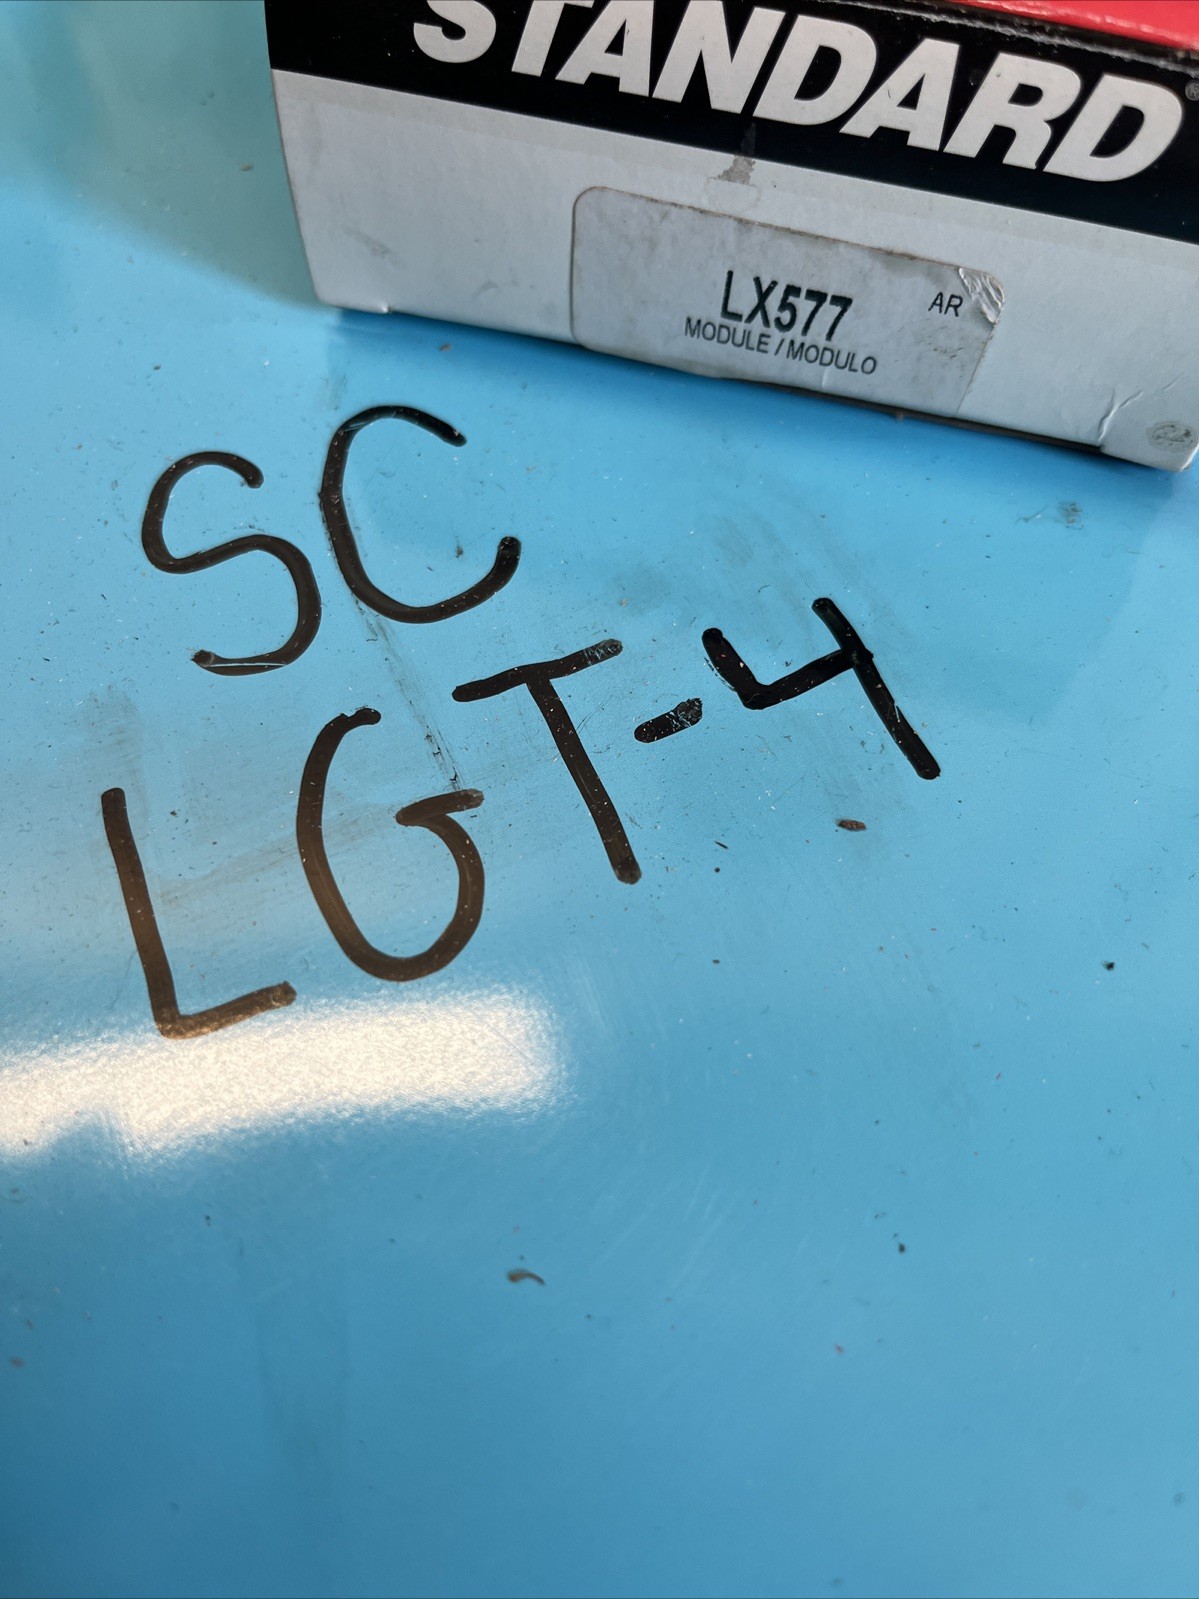 STANDARD®
LX577
AR
MODULE / MODULO
SC
LGT-4